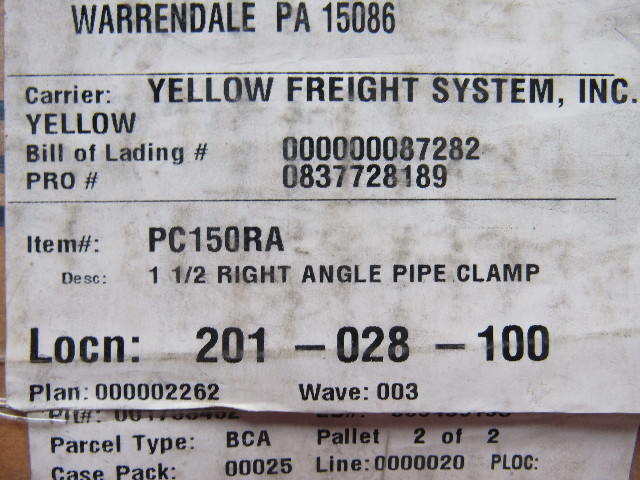 WARRENDALE PA 15086
Carrier: YELLOW FREIGHT SYSTEM, INC.
YELLOW
Bill of Lading # 000000087282
PRO # 0837728189
Item#: PC150RA
Desc: 1 1/2 RIGHT ANGLE PIPE CLAMP
Locn: 201 - 028 - 100
Plan: 000002262 Wave: 003
Parcel Type: BCA Pallet 2 of 2
Case Pack: 00025 Line:0000020 PLOC: